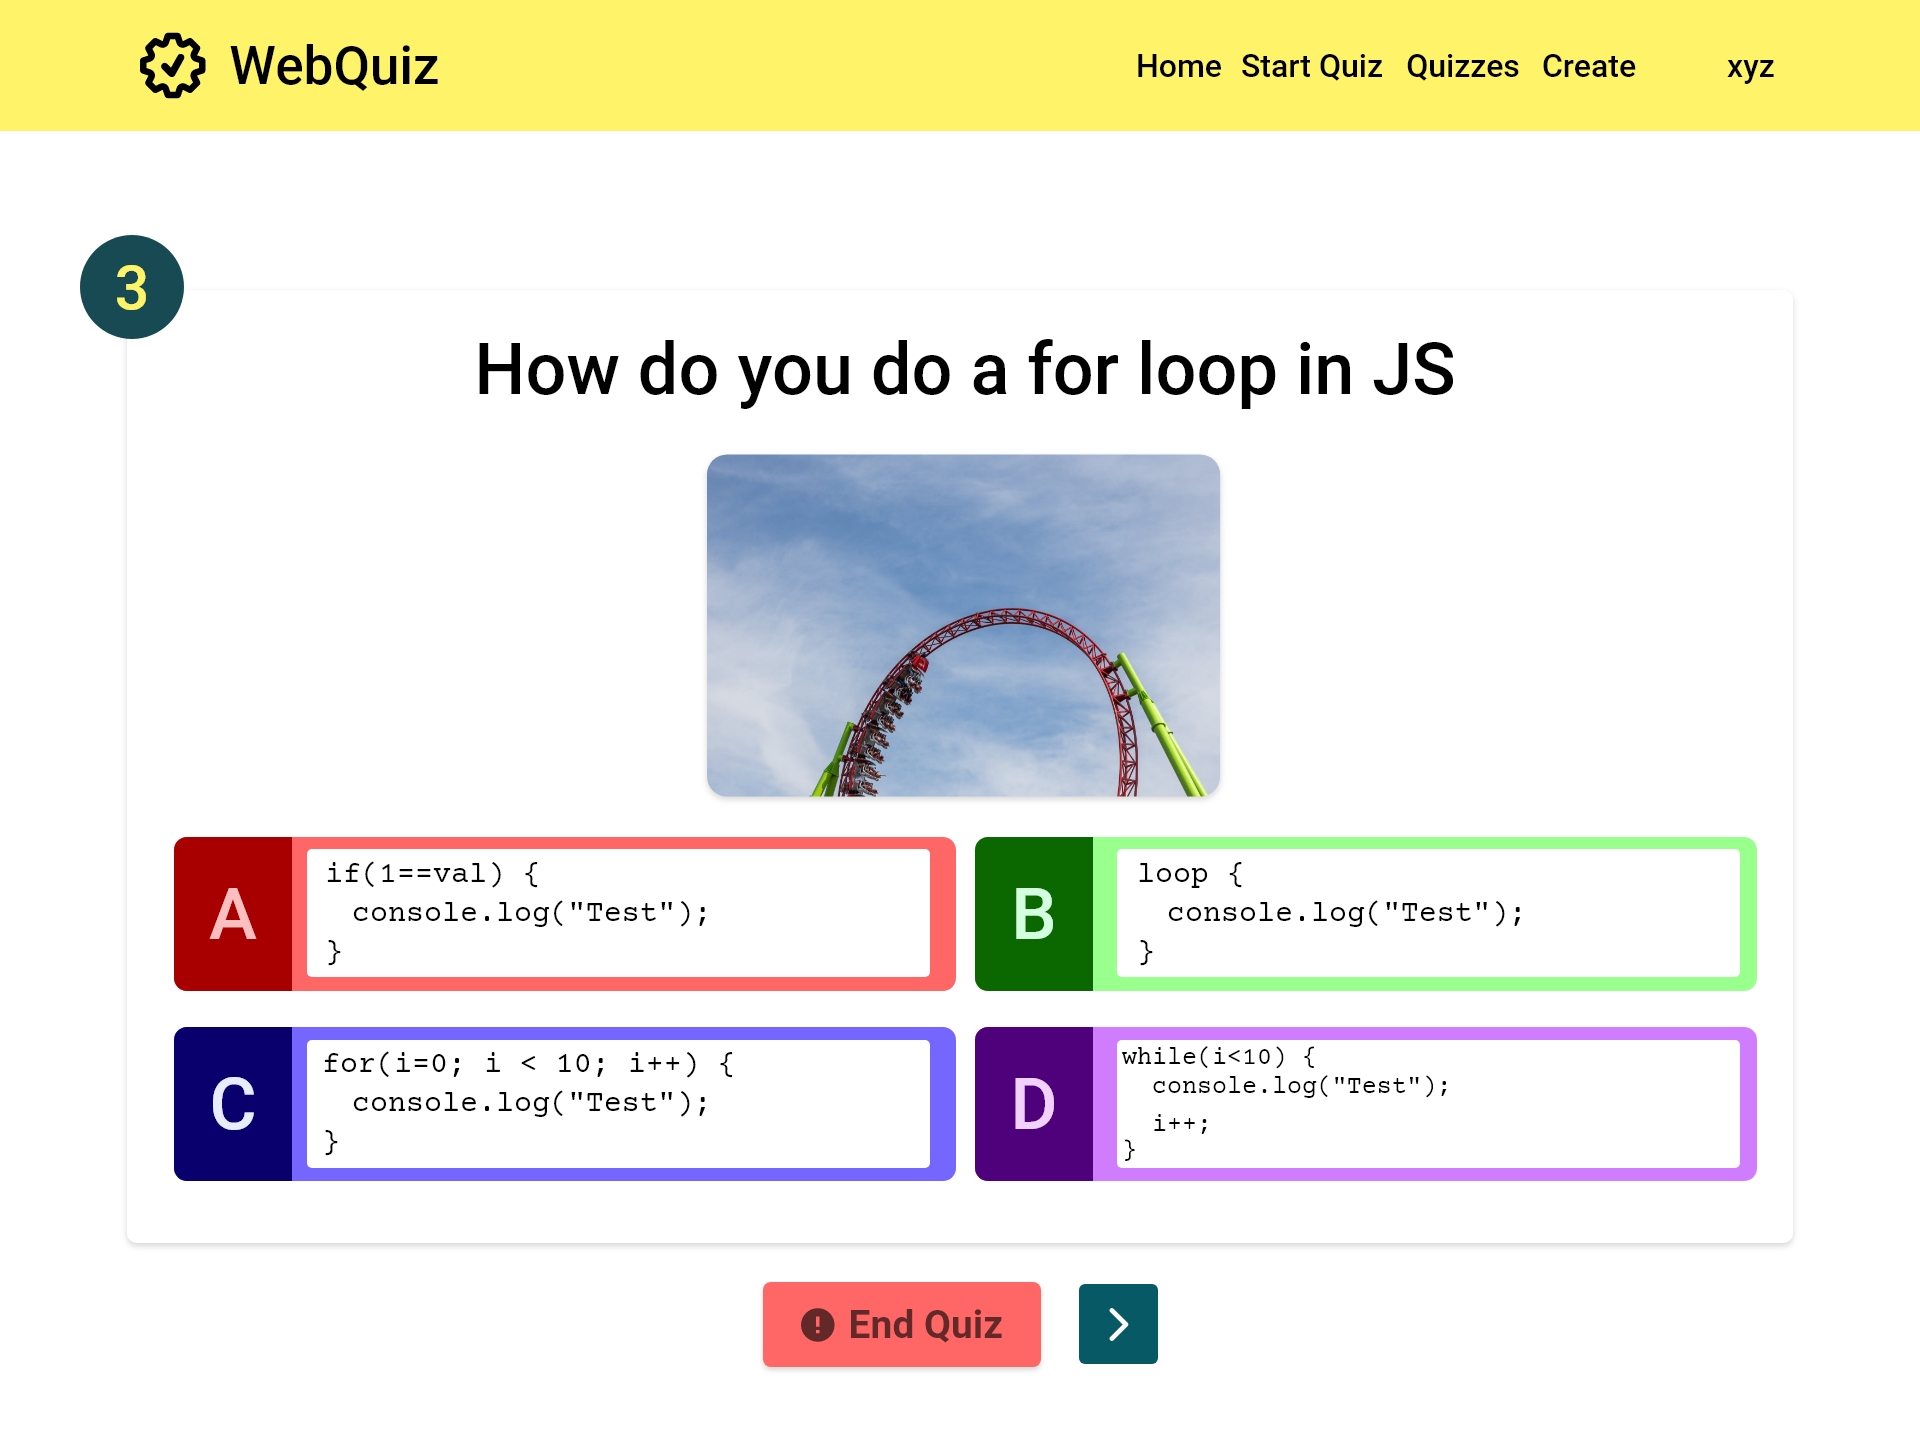 WebQuiz
Home Start Quiz Quizzes Create xyz
3
How do you do a for loop in JS
A
if(1==val) {
  console.log("Test");
}
B
loop {
  console.log("Test");
}
C
for(i=0; i < 10; i++) {
  console.log("Test");
}
D
while(i<10) {
  console.log("Test");
  i++;
}
End Quiz